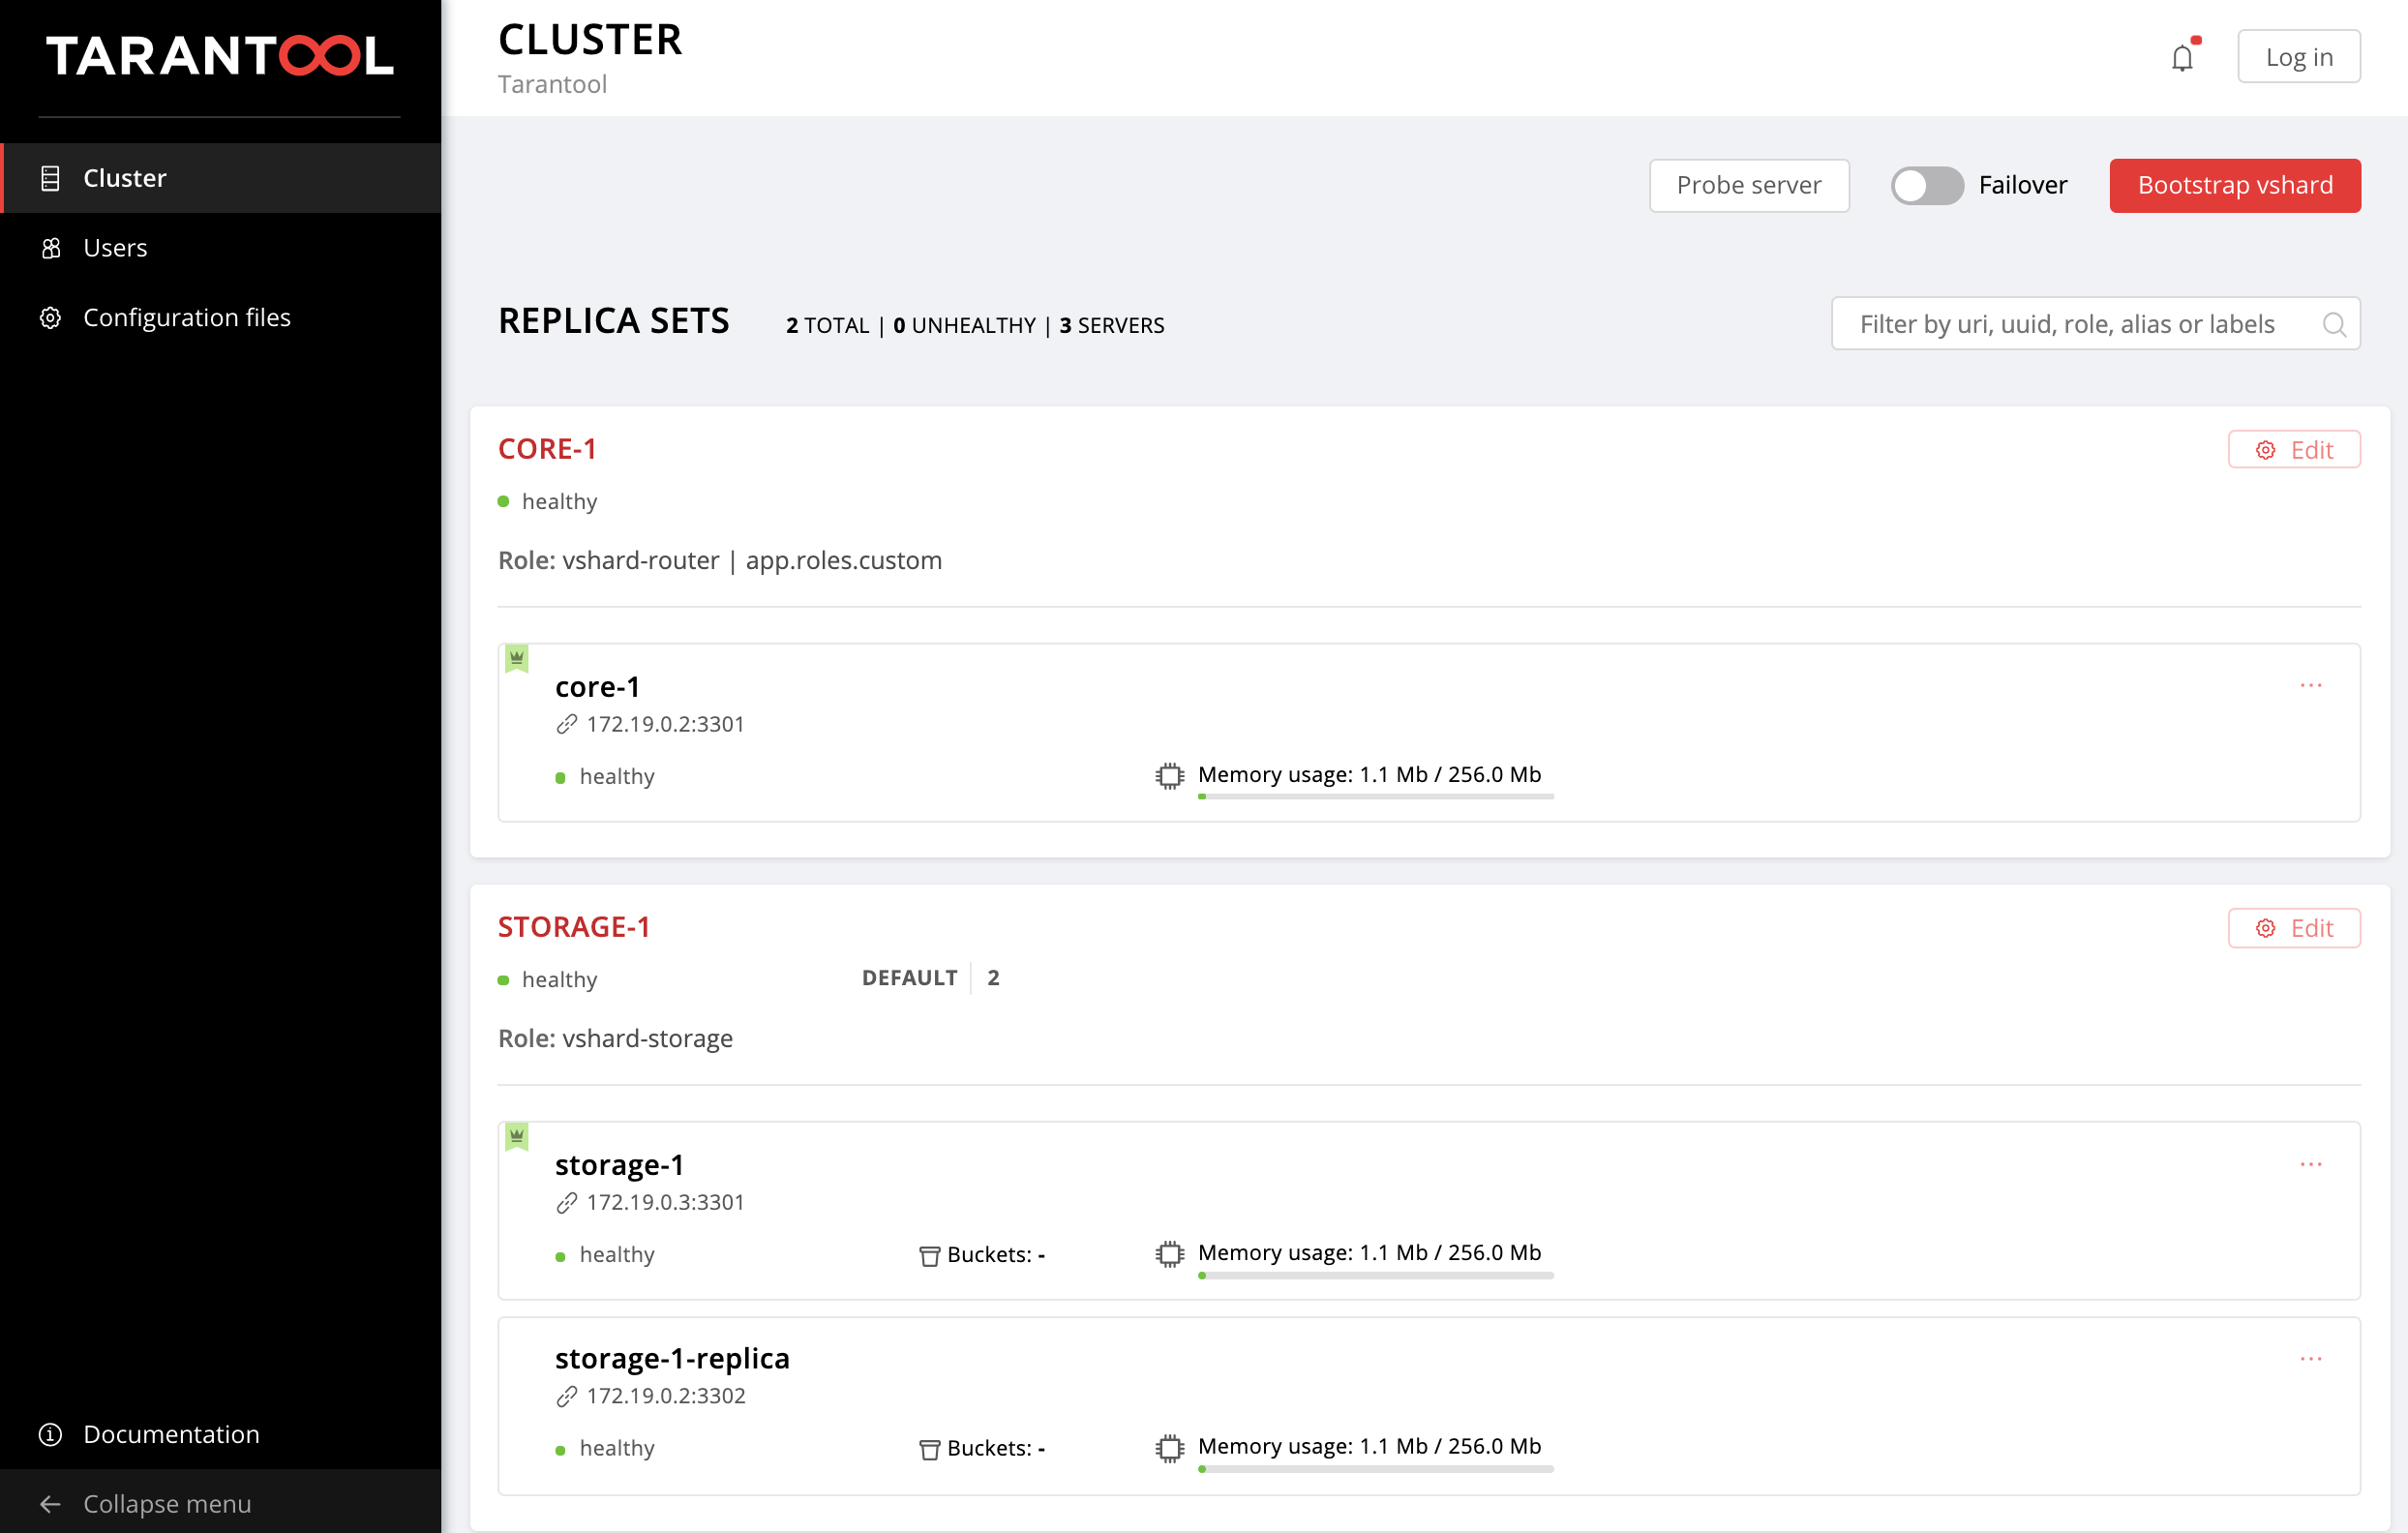 TARANTOOL
Cluster
Users
Configuration files
Documentation
Collapse menu
CLUSTER
Tarantool
Log in
Probe server
Failover
Bootstrap vshard
REPLICA SETS
2 TOTAL | 0 UNHEALTHY | 3 SERVERS
Filter by uri, uuid, role, alias or labels
CORE-1
Edit
healthy
Role: vshard-router | app.roles.custom
core-1
...
172.19.0.2:3301
healthy
Memory usage: 1.1 Mb / 256.0 Mb
STORAGE-1
Edit
healthy
DEFAULT | 2
Role: vshard-storage
storage-1
...
172.19.0.3:3301
healthy
Buckets: -
Memory usage: 1.1 Mb / 256.0 Mb
storage-1-replica
...
172.19.0.2:3302
healthy
Buckets: -
Memory usage: 1.1 Mb / 256.0 Mb